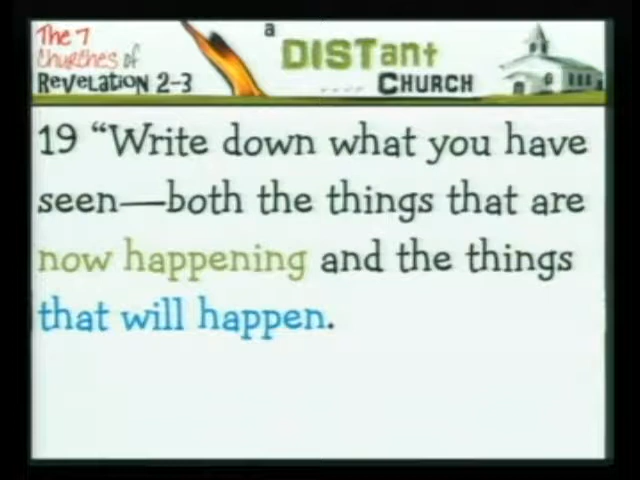 The 7
Churches of
Revelation 2-3
a
DISTant
.... Church
19 “Write down what you have
seen—both the things that are
now happening and the things
that will happen.